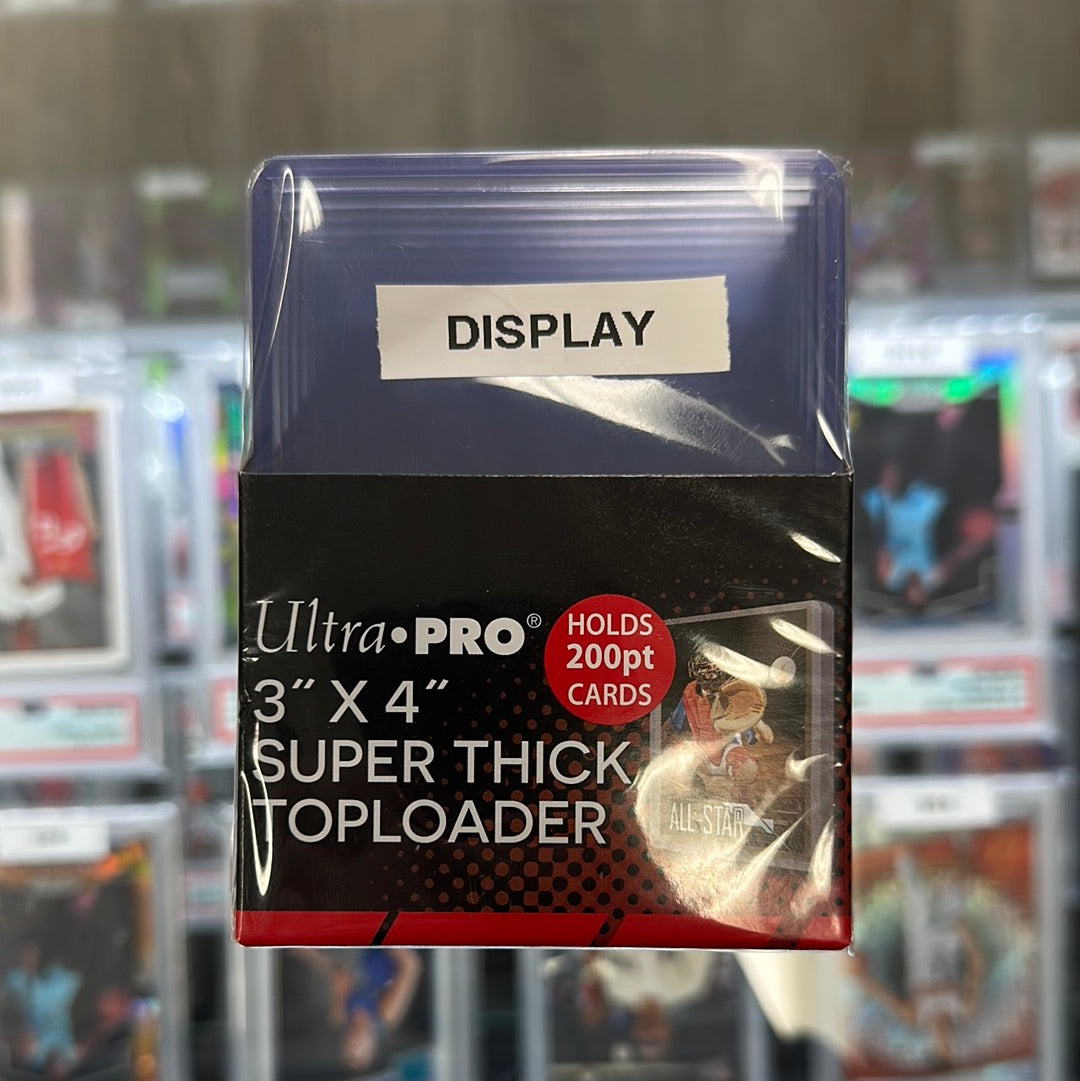 DISPLAY
Ultra•PRO®
HOLDS
200pt
CARDS
3″ X 4″
SUPER THICK
TOPLOADER
ALL-STAR